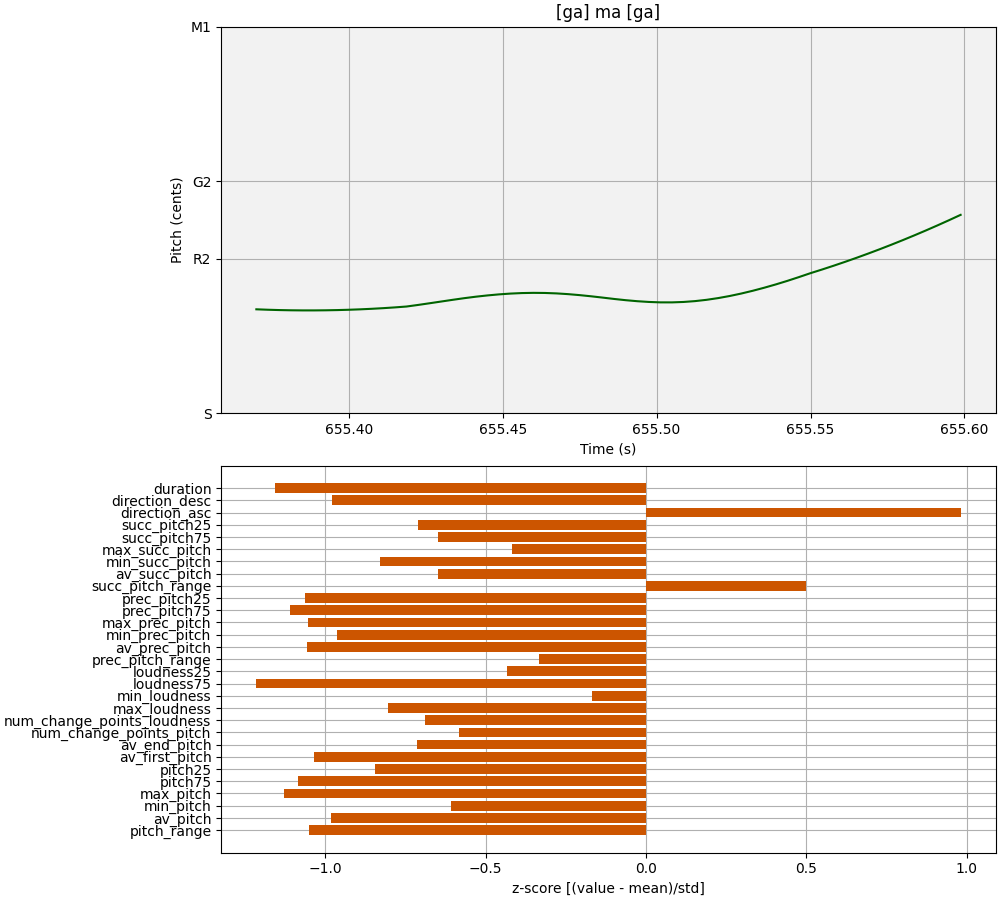 [ga] ma [ga]
M1
G2
R2
S
Pitch (cents)
655.40 655.45 655.50 655.55 655.60
Time (s)
duration
direction_desc
direction_asc
succ_pitch25
succ_pitch75
max_succ_pitch
min_succ_pitch
av_succ_pitch
succ_pitch_range
prec_pitch25
prec_pitch75
max_prec_pitch
min_prec_pitch
av_prec_pitch
prec_pitch_range
loudness25
loudness75
min_loudness
max_loudness
num_change_points_loudness
num_change_points_pitch
av_end_pitch
av_first_pitch
pitch25
pitch75
max_pitch
min_pitch
av_pitch
pitch_range
−1.0 −0.5 0.0 0.5 1.0
z-score [(value - mean)/std]